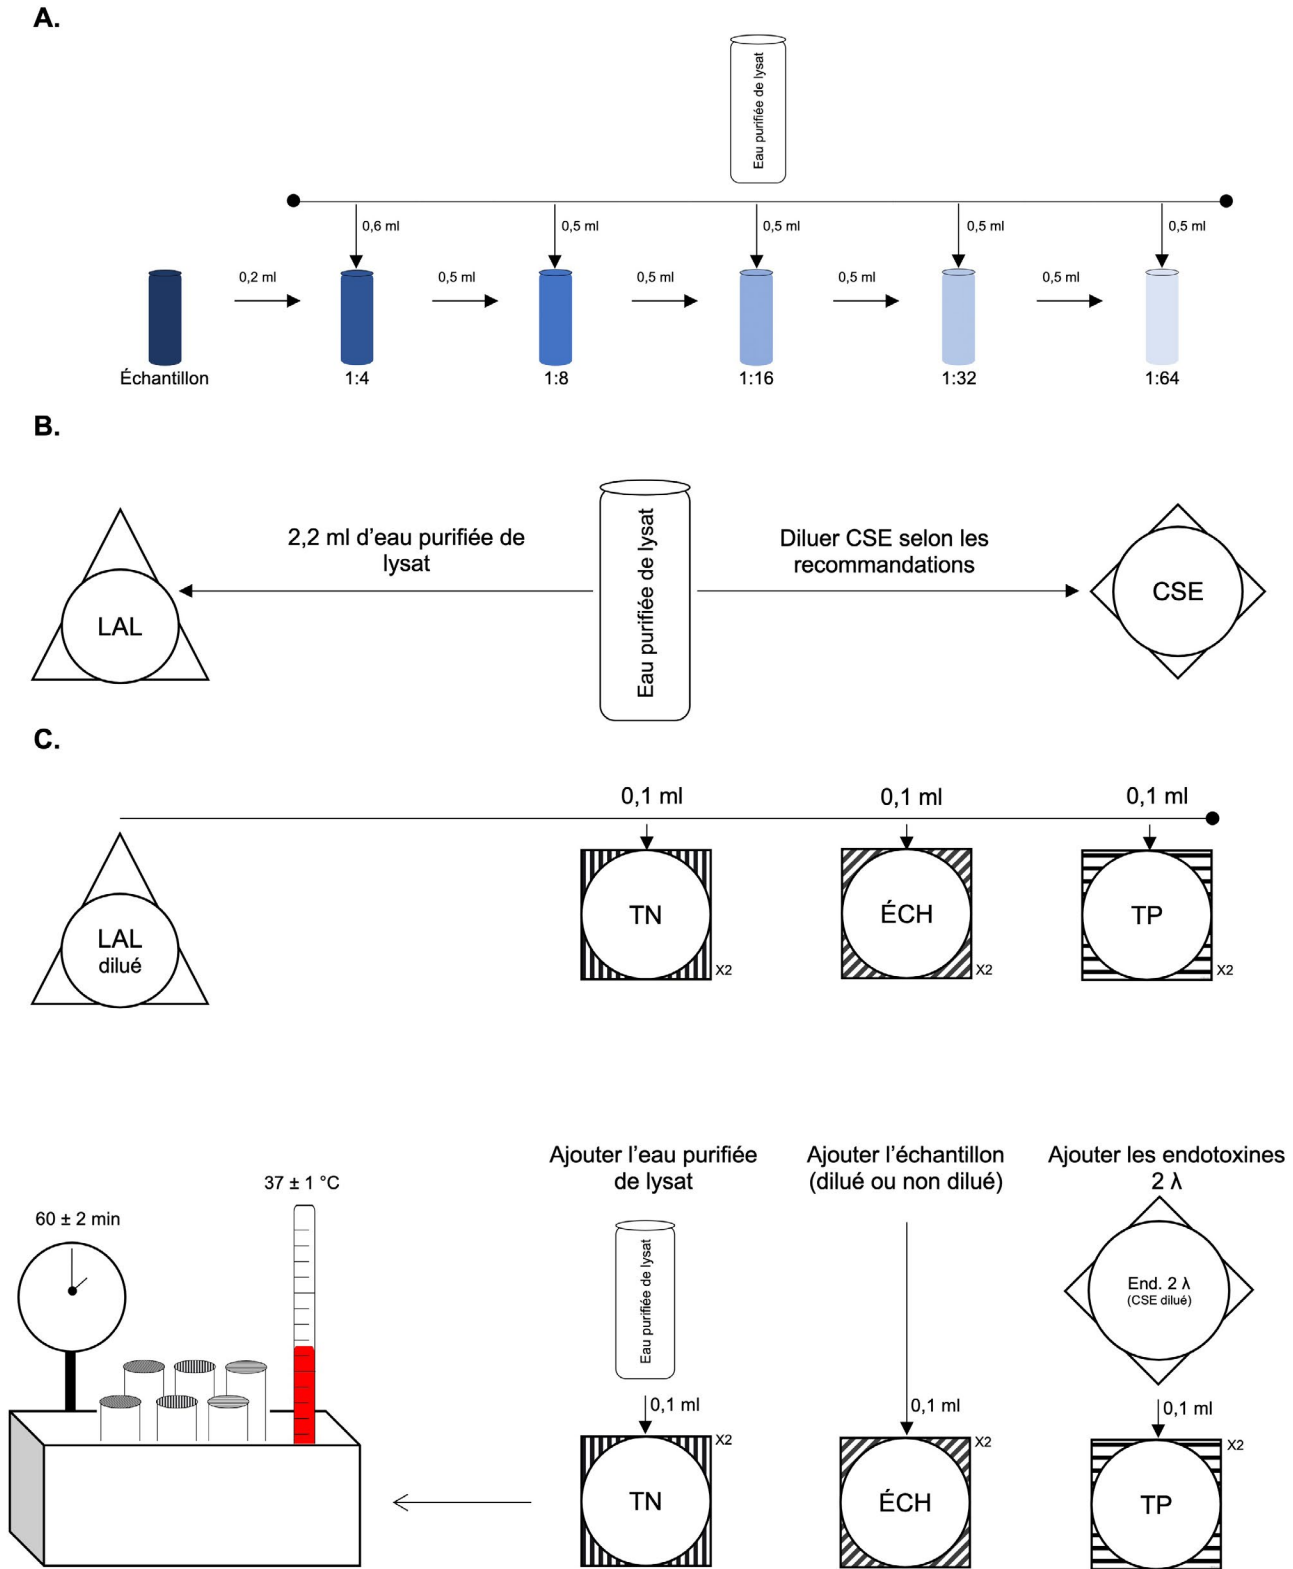 A.
Eau purifiée de lysat
0,6 ml
0,5 ml
0,5 ml
0,5 ml
0,5 ml
0,2 ml
0,5 ml
0,5 ml
0,5 ml
0,5 ml
Échantillon
1:4
1:8
1:16
1:32
1:64
B.
LAL
2,2 ml d'eau purifiée de
lysat
Eau purifiée de lysat
Diluer CSE selon les
recommandations
CSE
C.
0,1 ml
0,1 ml
0,1 ml
LAL
dilué
TN
X2
ÉCH
X2
TP
X2
Ajouter l'eau purifiée
de lysat
Ajouter l'échantillon
(dilué ou non dilué)
Ajouter les endotoxines
2 λ
60 ± 2 min
37 ± 1 °C
Eau purifiée de lysat
End. 2 λ
(CSE dilué)
0,1 ml
0,1 ml
0,1 ml
TN
X2
ÉCH
X2
TP
X2